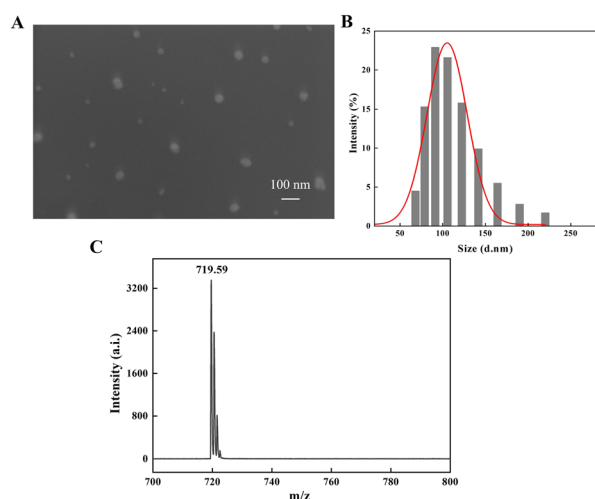 A
100 nm
B
25
20
15
10
5
0
Intensity (%)
50 100 150 200 250
Size (d.nm)
C
719.59
3200
2400
1600
800
0
Intensity (a.i.)
700 720 740 760 780 800
m/z